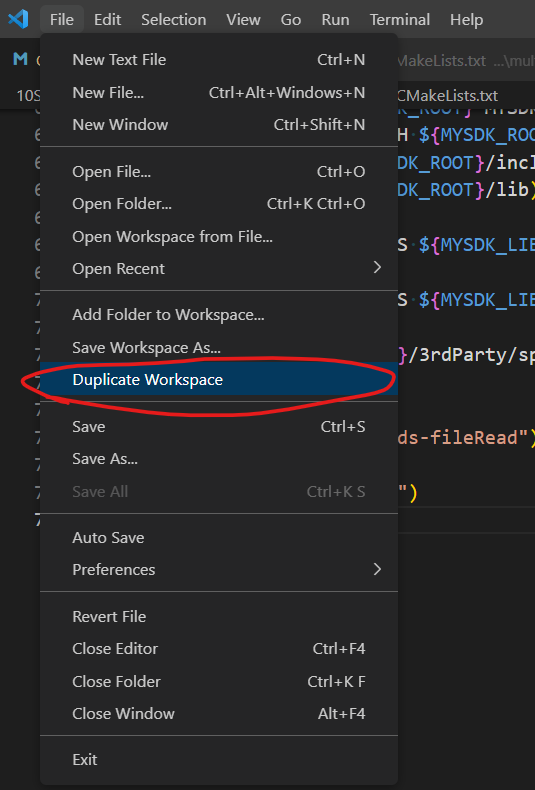 File Edit Selection View Go Run Terminal Help
MakeLists.txt ...\mul
10S CMakeLists.txt
New Text File Ctrl+N
New File... Ctrl+Alt+Windows+N
New Window Ctrl+Shift+N
H ${MYSDK_ROO
Open File... Ctrl+O
DK_ROOT}/incl
Open Folder... Ctrl+K Ctrl+O
DK_ROOT}/lib)
Open Workspace from File...
S ${MYSDK_LIB
Open Recent
S ${MYSDK_LIB
Add Folder to Workspace...
Save Workspace As...
}/3rdParty/sp
Duplicate Workspace
Save Ctrl+S
ds-fileRead")
Save As...
Save All Ctrl+K S
")
Auto Save
Preferences
Revert File
Close Editor Ctrl+F4
Close Folder Ctrl+K F
Close Window Alt+F4
Exit